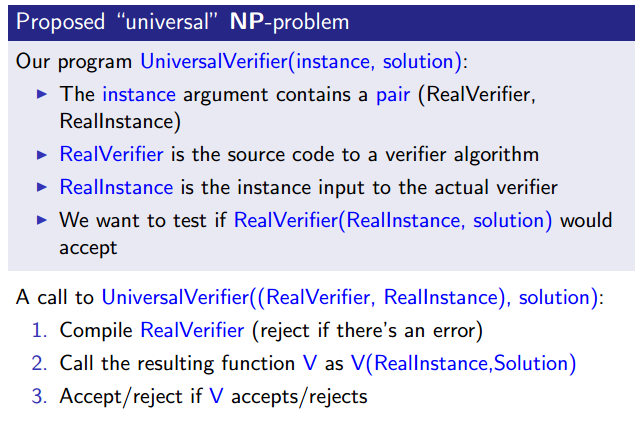 Proposed “universal” NP-problem
Our program UniversalVerifier(instance, solution):
▶ The instance argument contains a pair (RealVerifier,
RealInstance)
▶ RealVerifier is the source code to a verifier algorithm
▶ RealInstance is the instance input to the actual verifier
▶ We want to test if RealVerifier(RealInstance, solution) would
accept
A call to UniversalVerifier((RealVerifier, RealInstance), solution):
1. Compile RealVerifier (reject if there’s an error)
2. Call the resulting function V as V(RealInstance,Solution)
3. Accept/reject if V accepts/rejects